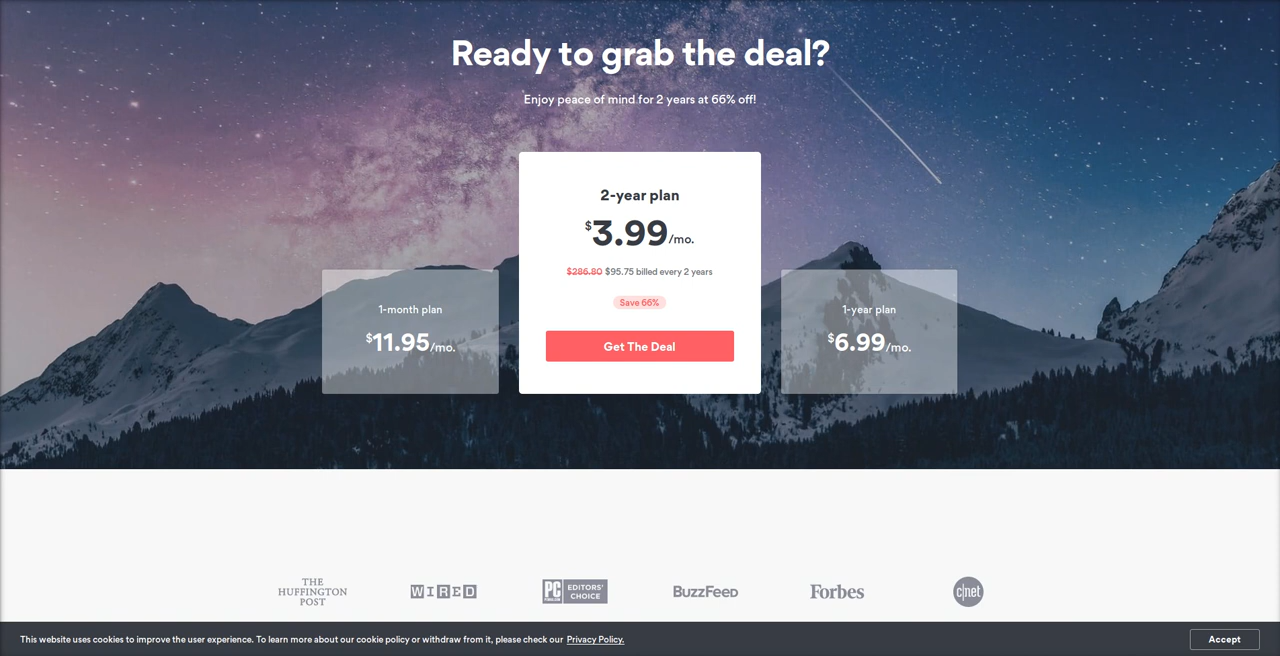 Ready to grab the deal?
Enjoy peace of mind for 2 years at 66% off!
2-year plan
$3.99/mo.
$286.80 $95.75 billed every 2 years
Save 66%
Get The Deal
1-month plan
$11.95/mo.
1-year plan
$6.99/mo.
THE
HUFFINGTON
POST
WIRED
PC EDITORS'
CHOICE
BuzzFeed
Forbes
c|net
This website uses cookies to improve the user experience. To learn more about our cookie policy or withdraw from it, please check our Privacy Policy.
Accept